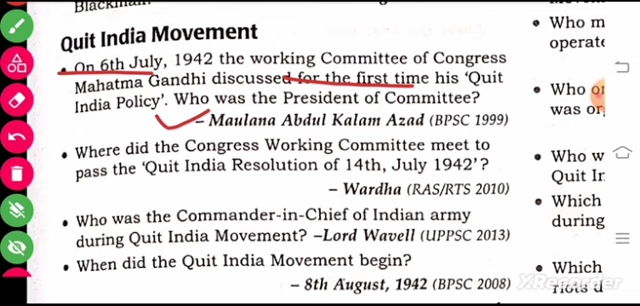 Blackman.
Quit India Movement
• On 6th July, 1942 the working Committee of Congress
Mahatma Gandhi discussed for the first time his 'Quit
India Policy'. Who was the President of Committee?
– Maulana Abdul Kalam Azad (BPSC 1999)
• Where did the Congress Working Committee meet to
pass the 'Quit India Resolution of 14th, July 1942'?
– Wardha (RAS/RTS 2010)
• Who was the Commander-in-Chief of Indian army
during Quit India Movement? –Lord Wavell (UPPSC 2013)
• When did the Quit India Movement begin?
– 8th August, 1942 (BPSC 2008)
• Who m
operate
• Who or
was or
• Who w
Quit In
• Which
during
• Which
riots d
XRecorder